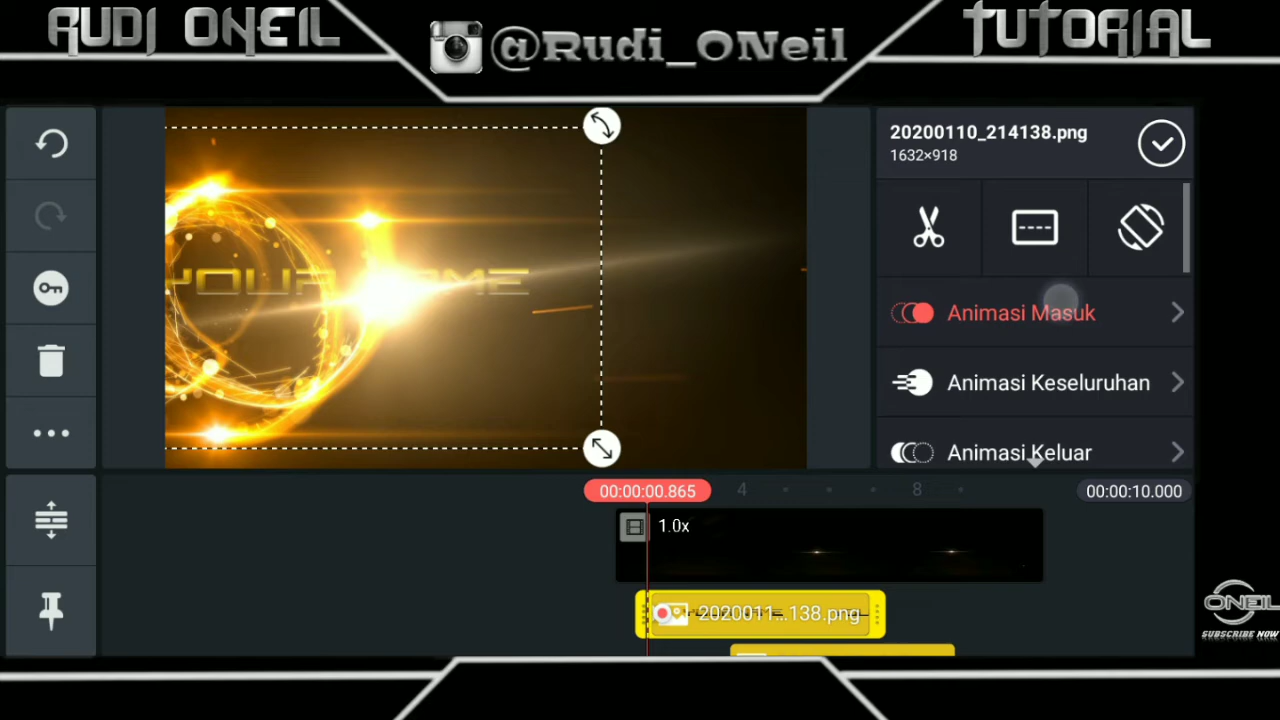 RUDI ONEIL
@Rudi_ONeil
TUTORIAL
20200110_214138.png
1632×918
Animasi Masuk
Animasi Keseluruhan
Animasi Keluar
00:00:00.865
4
8
00:00:10.000
1.0x
2020011...138.png
ONEIL
SUBSCRIBE NOW